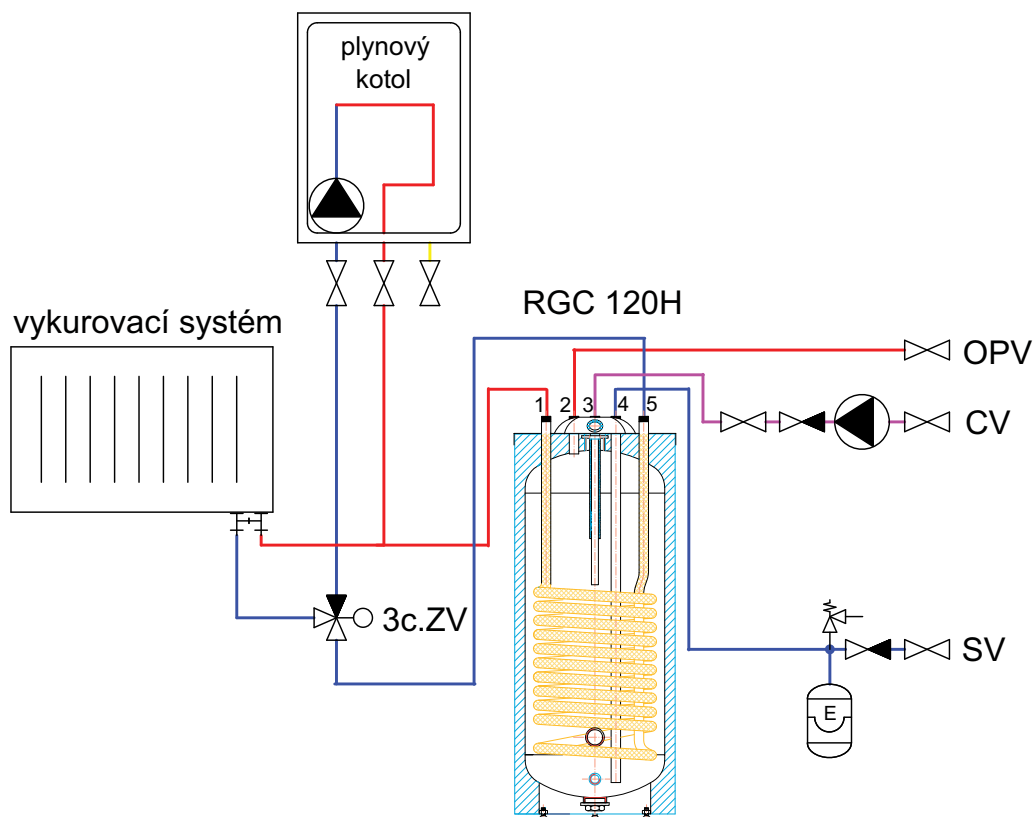 plynový
kotol
RGC 120H
vykurovací systém
OPV
1 2 3 4 5
CV
3c.ZV
SV
E